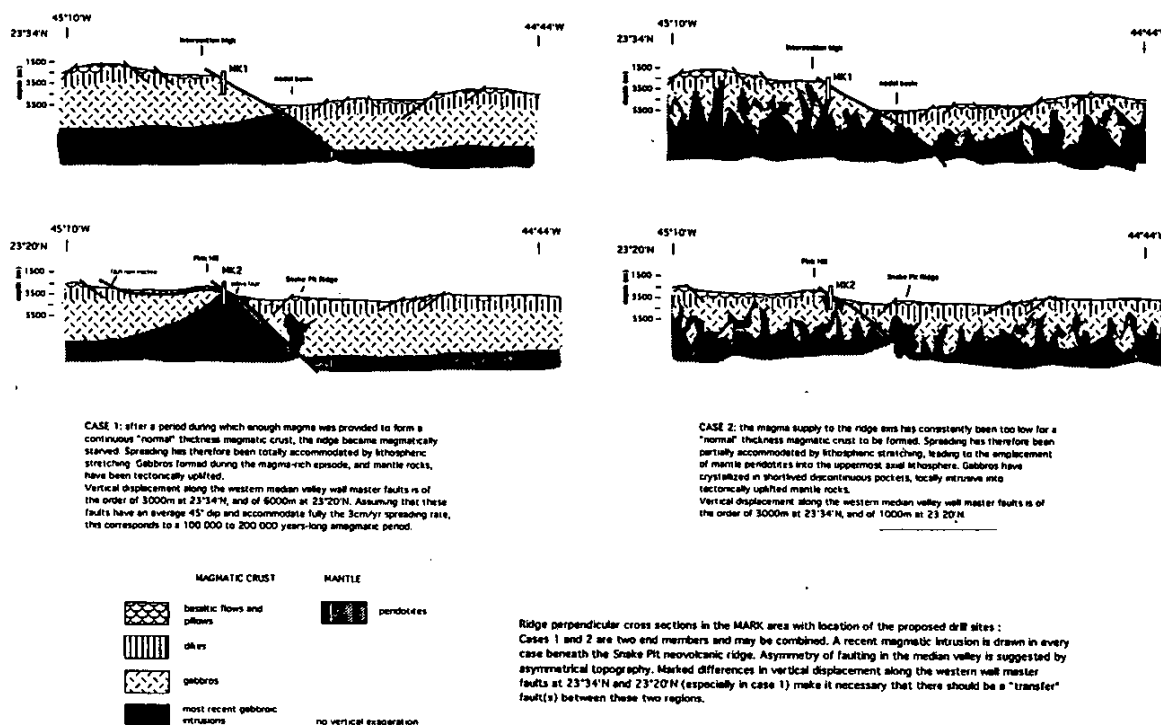 45°10'W
44°44'W
23°34'N
Intersection high
MK1
nodal basin
depth (m)
1500
3500
5500
45°10'W
44°44'
23°34'N
Intersection high
MK1
nodal basin
depth (m)
1500
3500
5500
45°10'W
44°44'W
23°20'N
Pink Hill
MK2
Snake Pit Ridge
depth (m)
1500
3500
5500
45°10'W
44°44'W
23°20'N
Pink Hill
MK2
Snake Pit Ridge
depth (m)
1500
3500
5500
CASE 1: after a period during which enough magma was provided to form a
continuous "normal" thickness magmatic crust, the ridge became magmatically
starved. Spreading has therefore been totally accommodated by lithospheric
stretching. Gabbros formed during the magma-rich episode, and mantle rocks,
have been tectonically uplifted.
Vertical displacement along the western median valley wall master faults is of
the order of 3000m at 23°34'N, and of 6000m at 23°20'N. Assuming that these
faults have an average 45° dip and accommodate fully the 3cm/yr spreading rate,
this corresponds to a 100 000 to 200 000 years-long amagmatic period.
CASE 2: the magma supply to the ridge axis has consistently been too low for a
"normal" thickness magmatic crust to be formed. Spreading has therefore been
partially accommodated by lithospheric stretching, leading to the emplacement
of mantle peridotites into the uppermost axial lithosphere. Gabbros have
crystallized in shortlived discontinuous pockets, locally intrusive into
tectonically uplifted mantle rocks.
Vertical displacement along the western median valley wall master faults is of
the order of 3000m at 23°34'N, and of 1000m at 23 20'N
MAGMATIC CRUST
MANTLE
basaltic flows and
pillows
peridotites
dikes
gabbros
most recent gabbroic
intrusions
no vertical exageration
Ridge perpendicular cross sections in the MARK area with location of the proposed drill sites :
Cases 1 and 2 are two end members and may be combined. A recent magmatic intrusion is drawn in every
case beneath the Snake Pit neovolcanic ridge. Asymmetry of faulting in the median valley is suggested by
asymmetrical topography. Marked differences in vertical displacement along the western wall master
faults at 23°34'N and 23°20'N (especially in case 1) make it necessary that there should be a "transfer"
fault(s) between these two regions.